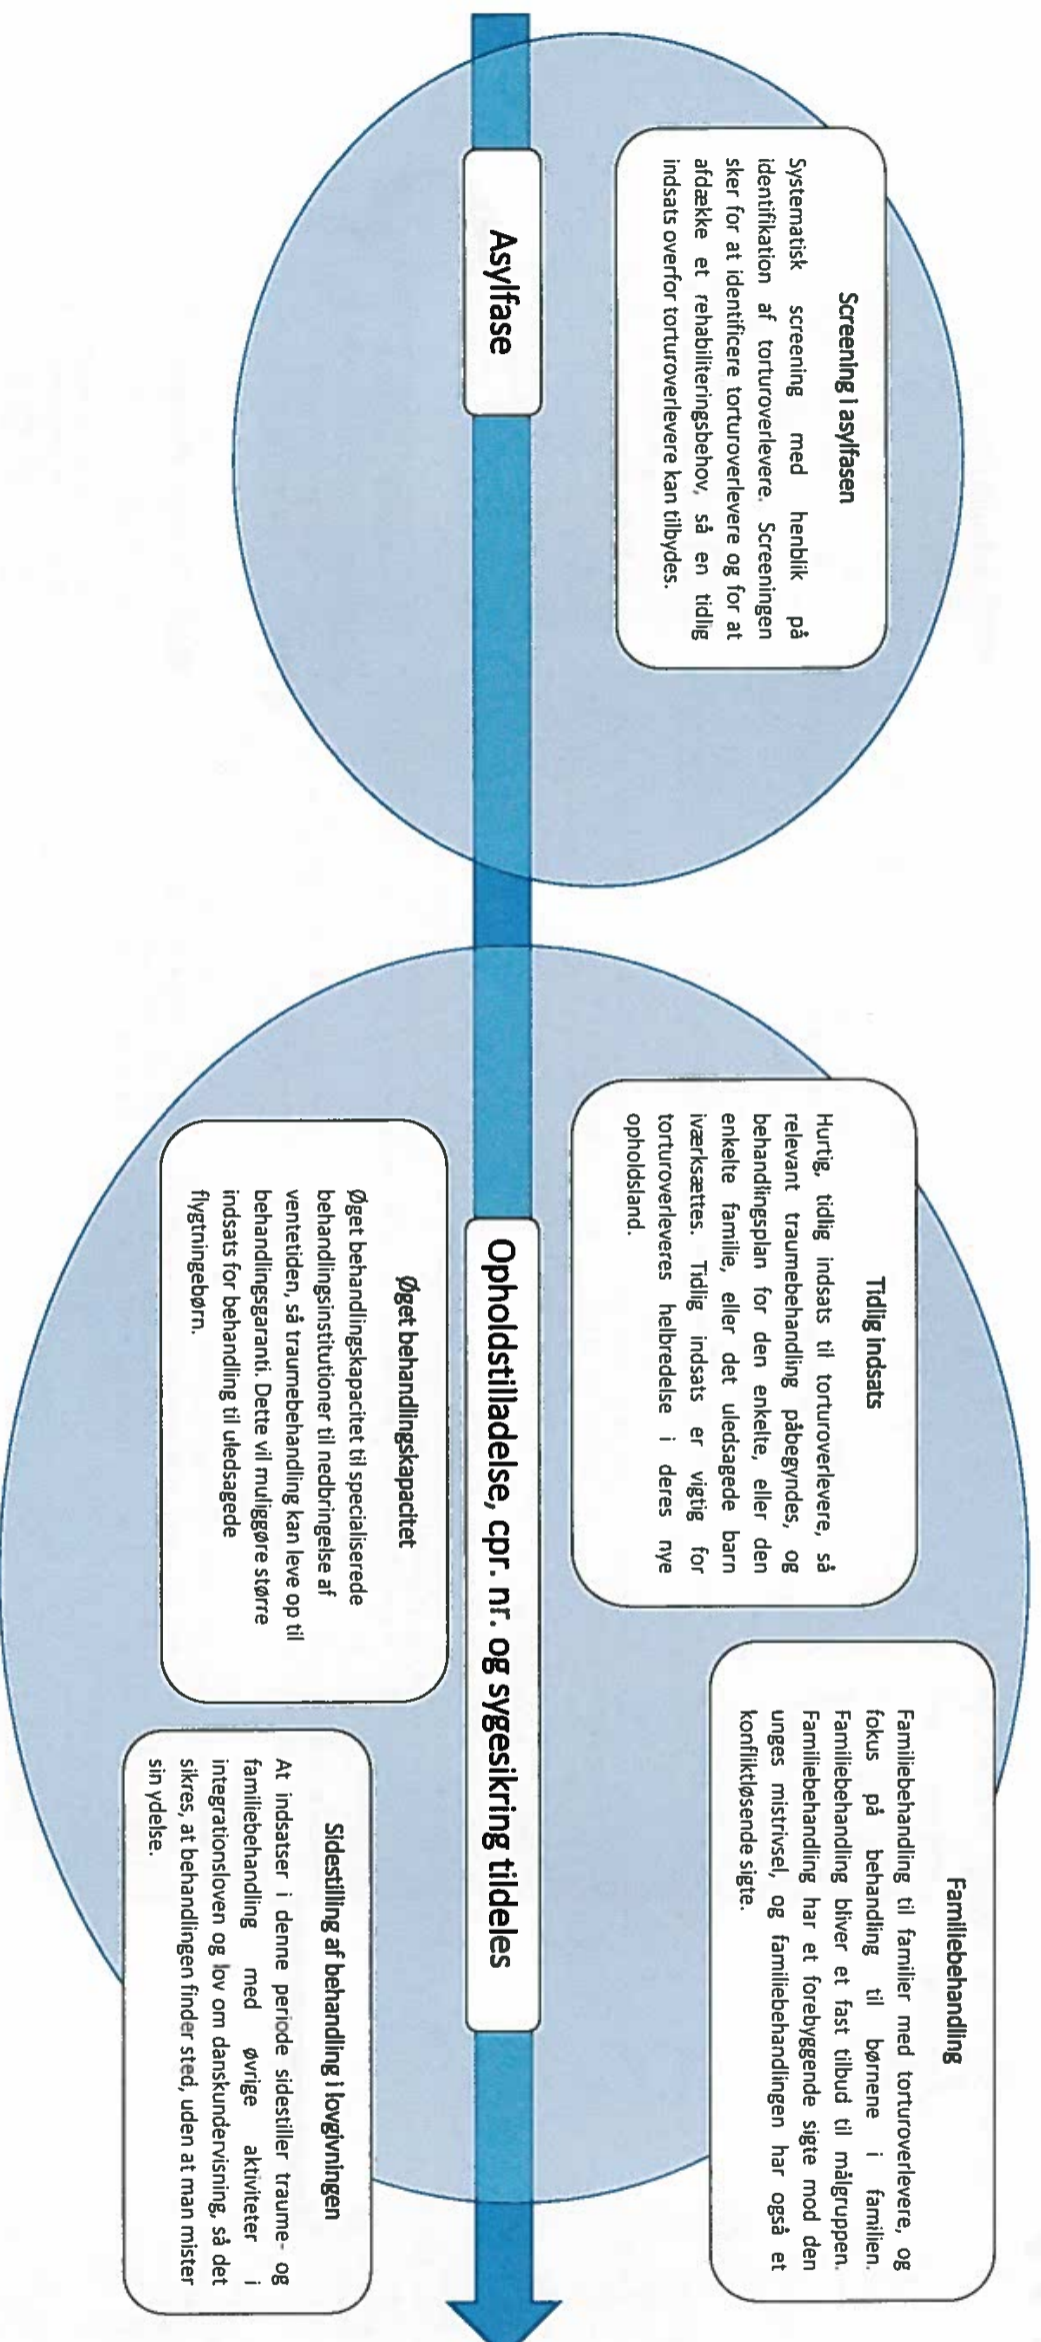 Screening i asylfasen
Systematisk screening med henblik på
identifikation af torturoverlevere. Screeningen
sker for at identificere torturoverlevere og for at
afdække et rehabiliteringsbehov, så en tidlig
indsats overfor torturoverlevere kan tilbydes.
Asylfase
Tidlig indsats
Hurtig, tidlig indsats til torturoverlevere, så
relevant traumebehandling påbegyndes, og
behandlingsplan for den enkelte, eller den
enkelte familie, eller det uledsagede barn
iværksættes. Tidlig indsats er vigtig for
torturoverleveres helbredelse i deres nye
opholdsland.
Familiebehandling
Familiebehandling til familier med torturoverlevere, og
fokus på behandling til børnene i familien.
Familiebehandling bliver et fast tilbud til målgruppen.
Familiebehandling har et forebyggende sigte mod den
unges mistrivsel, og familiebehandlingen har også et
konfliktløsende sigte.
Opholdstilladelse, cpr. nr. og sygesikring tildeles
Øget behandlingskapacitet
Øget behandlingskapacitet til specialiserede
behandlingsinstitutioner til nedbringelse af
ventetiden, så traumebehandling kan leve op til
behandlingsgaranti. Dette vil muliggøre større
indsats for behandling til uledsagede
flygtningebørn.
Sidestilling af behandling i lovgivningen
At indsatser i denne periode sidestiller traume- og
familiebehandling med øvrige aktiviteter i
integrationsloven og lov om danskundervisning, så det
sikres, at behandlingen finder sted, uden at man mister
sin ydelse.